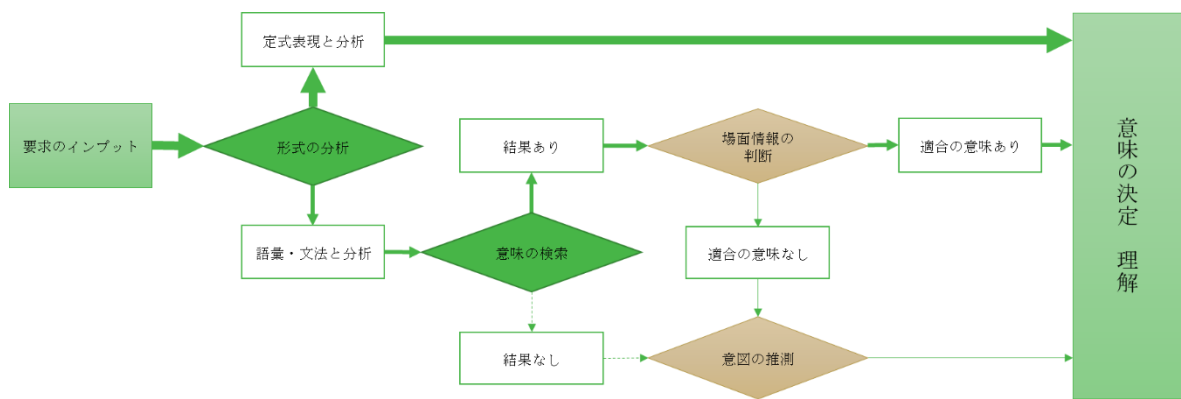 定式表現と分析
要求のインプット
形式の分析
語彙・文法と分析
結果あり
意味の検索
結果なし
場面情報の
判断
適合の意味あり
適合の意味なし
意図の推測
意味の決定　理解